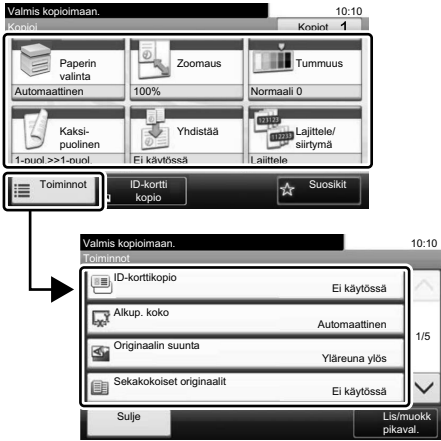 Valmis kopioimaan. 10:10
Kopioi Kopiot 1
Paperin
valinta
Automaattinen
Zoomaus
100%
Tummuus
Normaali 0
Kaksi-
puolinen
1-puol.>>1-puol.
Yhdistää
Ei käytössä
Lajittele/
siirtymä
Lajittele
Toiminnot
ID-kortti
kopio
Suosikit
Valmis kopioimaan. 10:10
Toiminnot
ID-korttikopio
Ei käytössä
Alkup. koko
Automaattinen
Originaalin suunta
Yläreuna ylös
Sekakokoiset originaalit
Ei käytössä
1/5
Sulje
Lis/muokk
pikaval.